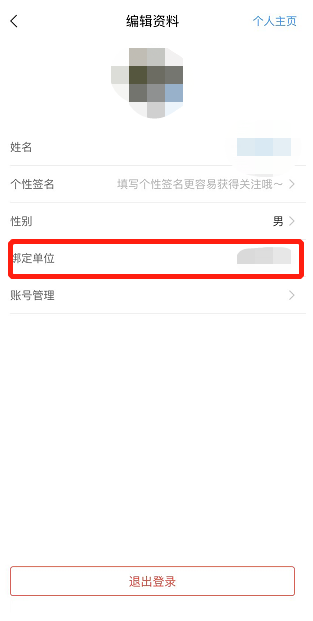 编辑资料 个人主页
姓名
个性签名 填写个性签名更容易获得关注哦～
性别 男
绑定单位
账号管理
退出登录